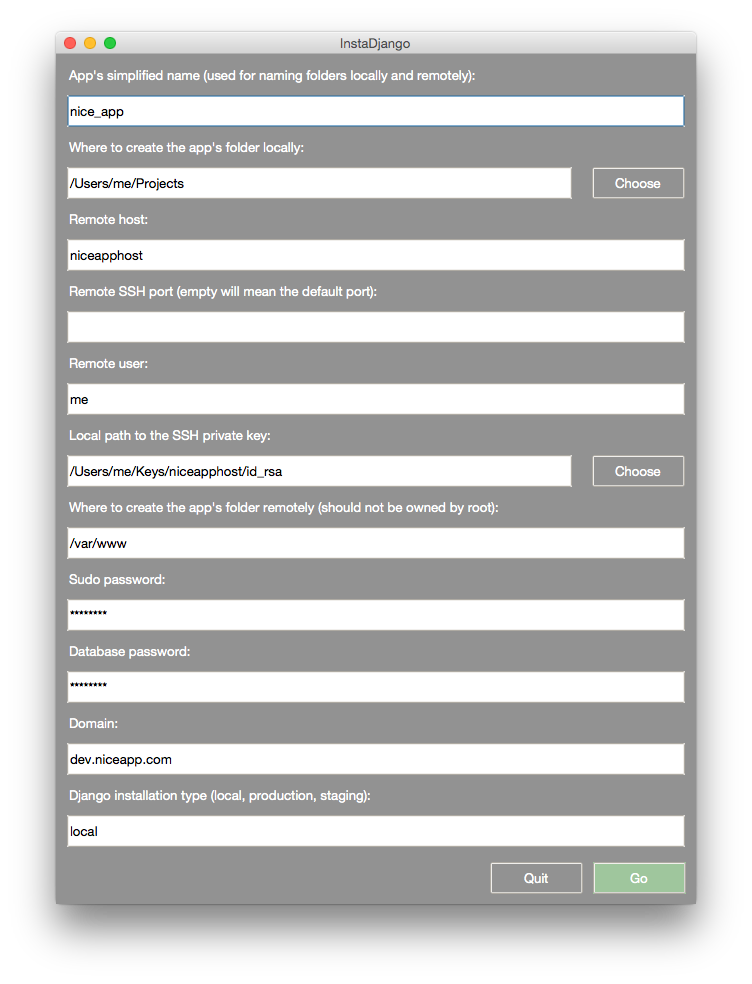 InstaDjango
App's simplified name (used for naming folders locally and remotely):
nice_app
Where to create the app's folder locally:
/Users/me/Projects
Choose
Remote host:
niceapphost
Remote SSH port (empty will mean the default port):
Remote user:
me
Local path to the SSH private key:
/Users/me/Keys/niceapphost/id_rsa
Choose
Where to create the app's folder remotely (should not be owned by root):
/var/www
Sudo password:
********
Database password:
********
Domain:
dev.niceapp.com
Django installation type (local, production, staging):
local
Quit
Go